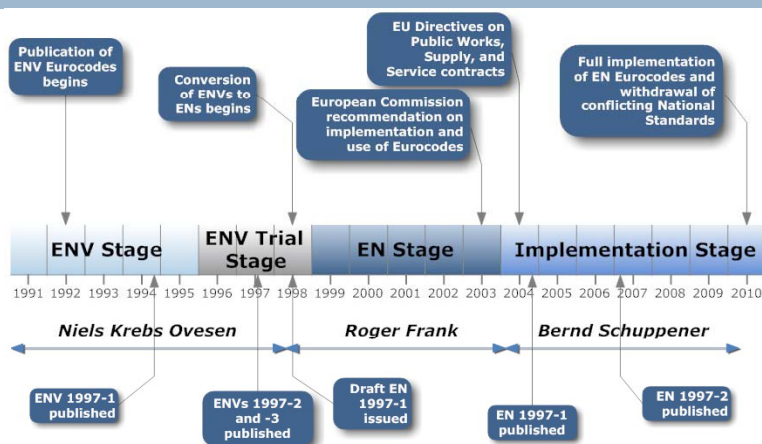 Publication of
ENV Eurocodes
begins
Conversion of
ENVs to
ENs begins
EU Directives on
Public Works,
Supply, and
Service contracts
European Commission
recommendation on
implementation and
use of Eurocodes
Full implementation
of EN Eurocodes and
withdrawal of
conflicting National
Standards
ENV Stage
ENV Trial
Stage
EN Stage
Implementation Stage
1991 1992 1993 1994 1995 1996 1997 1998 1999 2000 2001 2002 2003 2004 2005 2006 2007 2008 2009 2010
Niels Krebs Ovesen
Roger Frank
Bernd Schuppener
ENV 1997-1
published
ENVs 1997-2
and -3
published
Draft EN
1997-1
issued
EN 1997-1
published
EN 1997-2
published